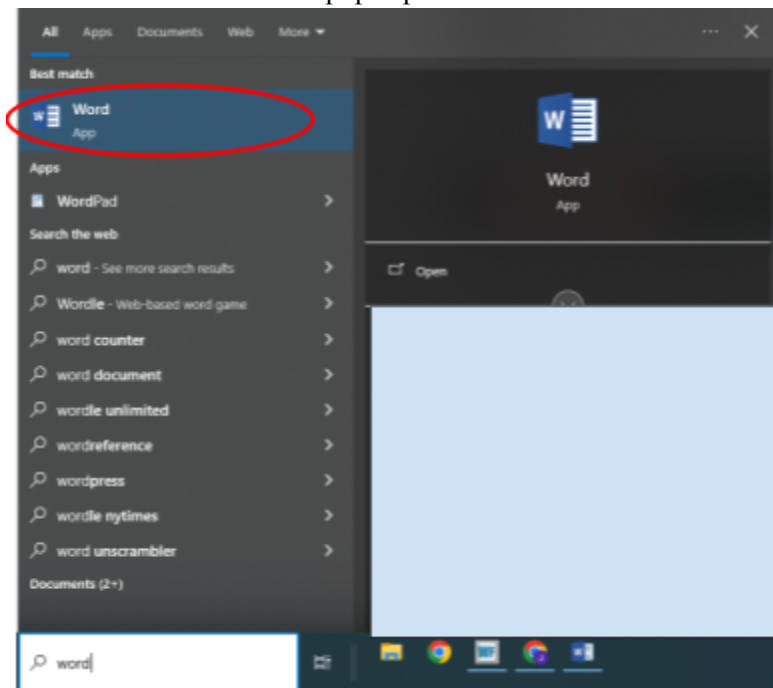 All Apps Documents Web More
Best match
Word
App
Apps
WordPad
Search the web
word - See more search results
Wordle - Web-based word game
word counter
word document
wordle unlimited
wordreference
wordpress
wordle nytimes
word unscrambler
Documents (2+)
word
W
Word
App
Open